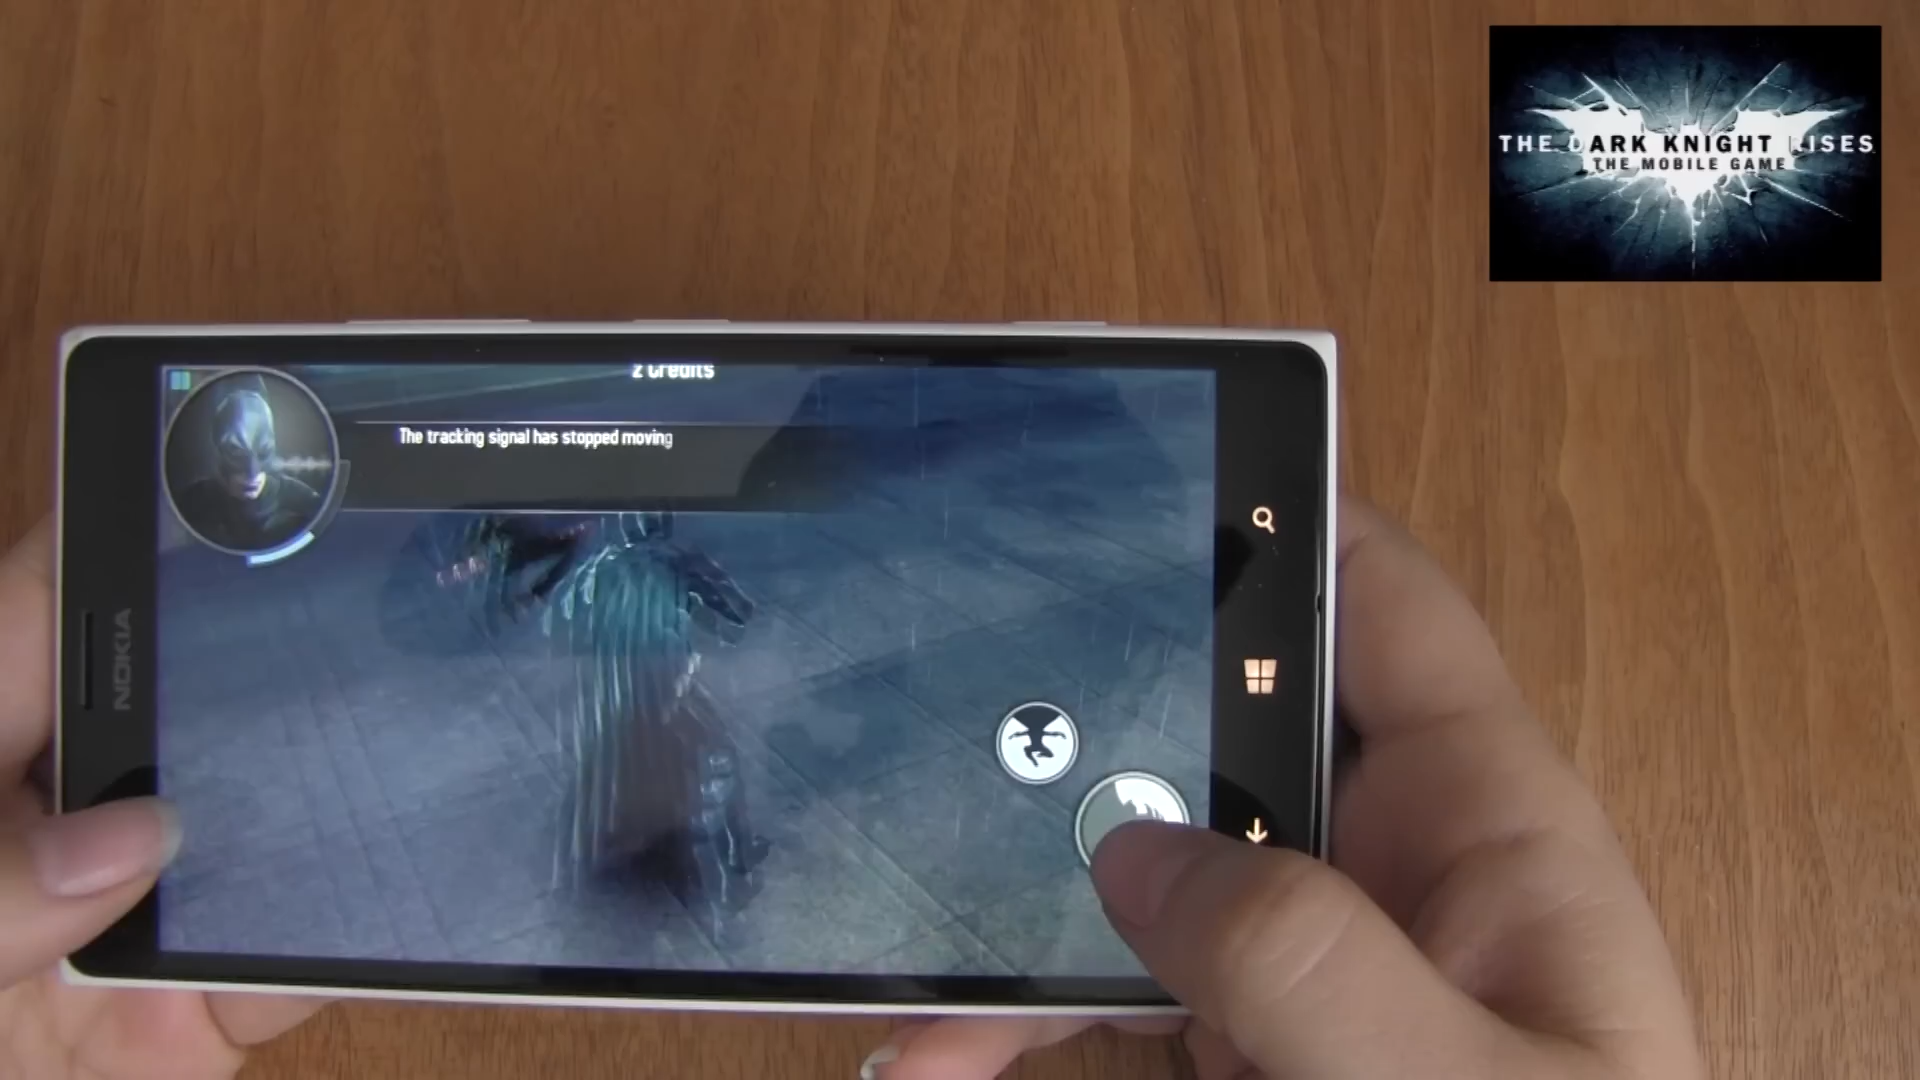 THE DARK KNIGHT RISES
THE MOBILE GAME
2 Credits
The tracking signal has stopped moving
NOKIA